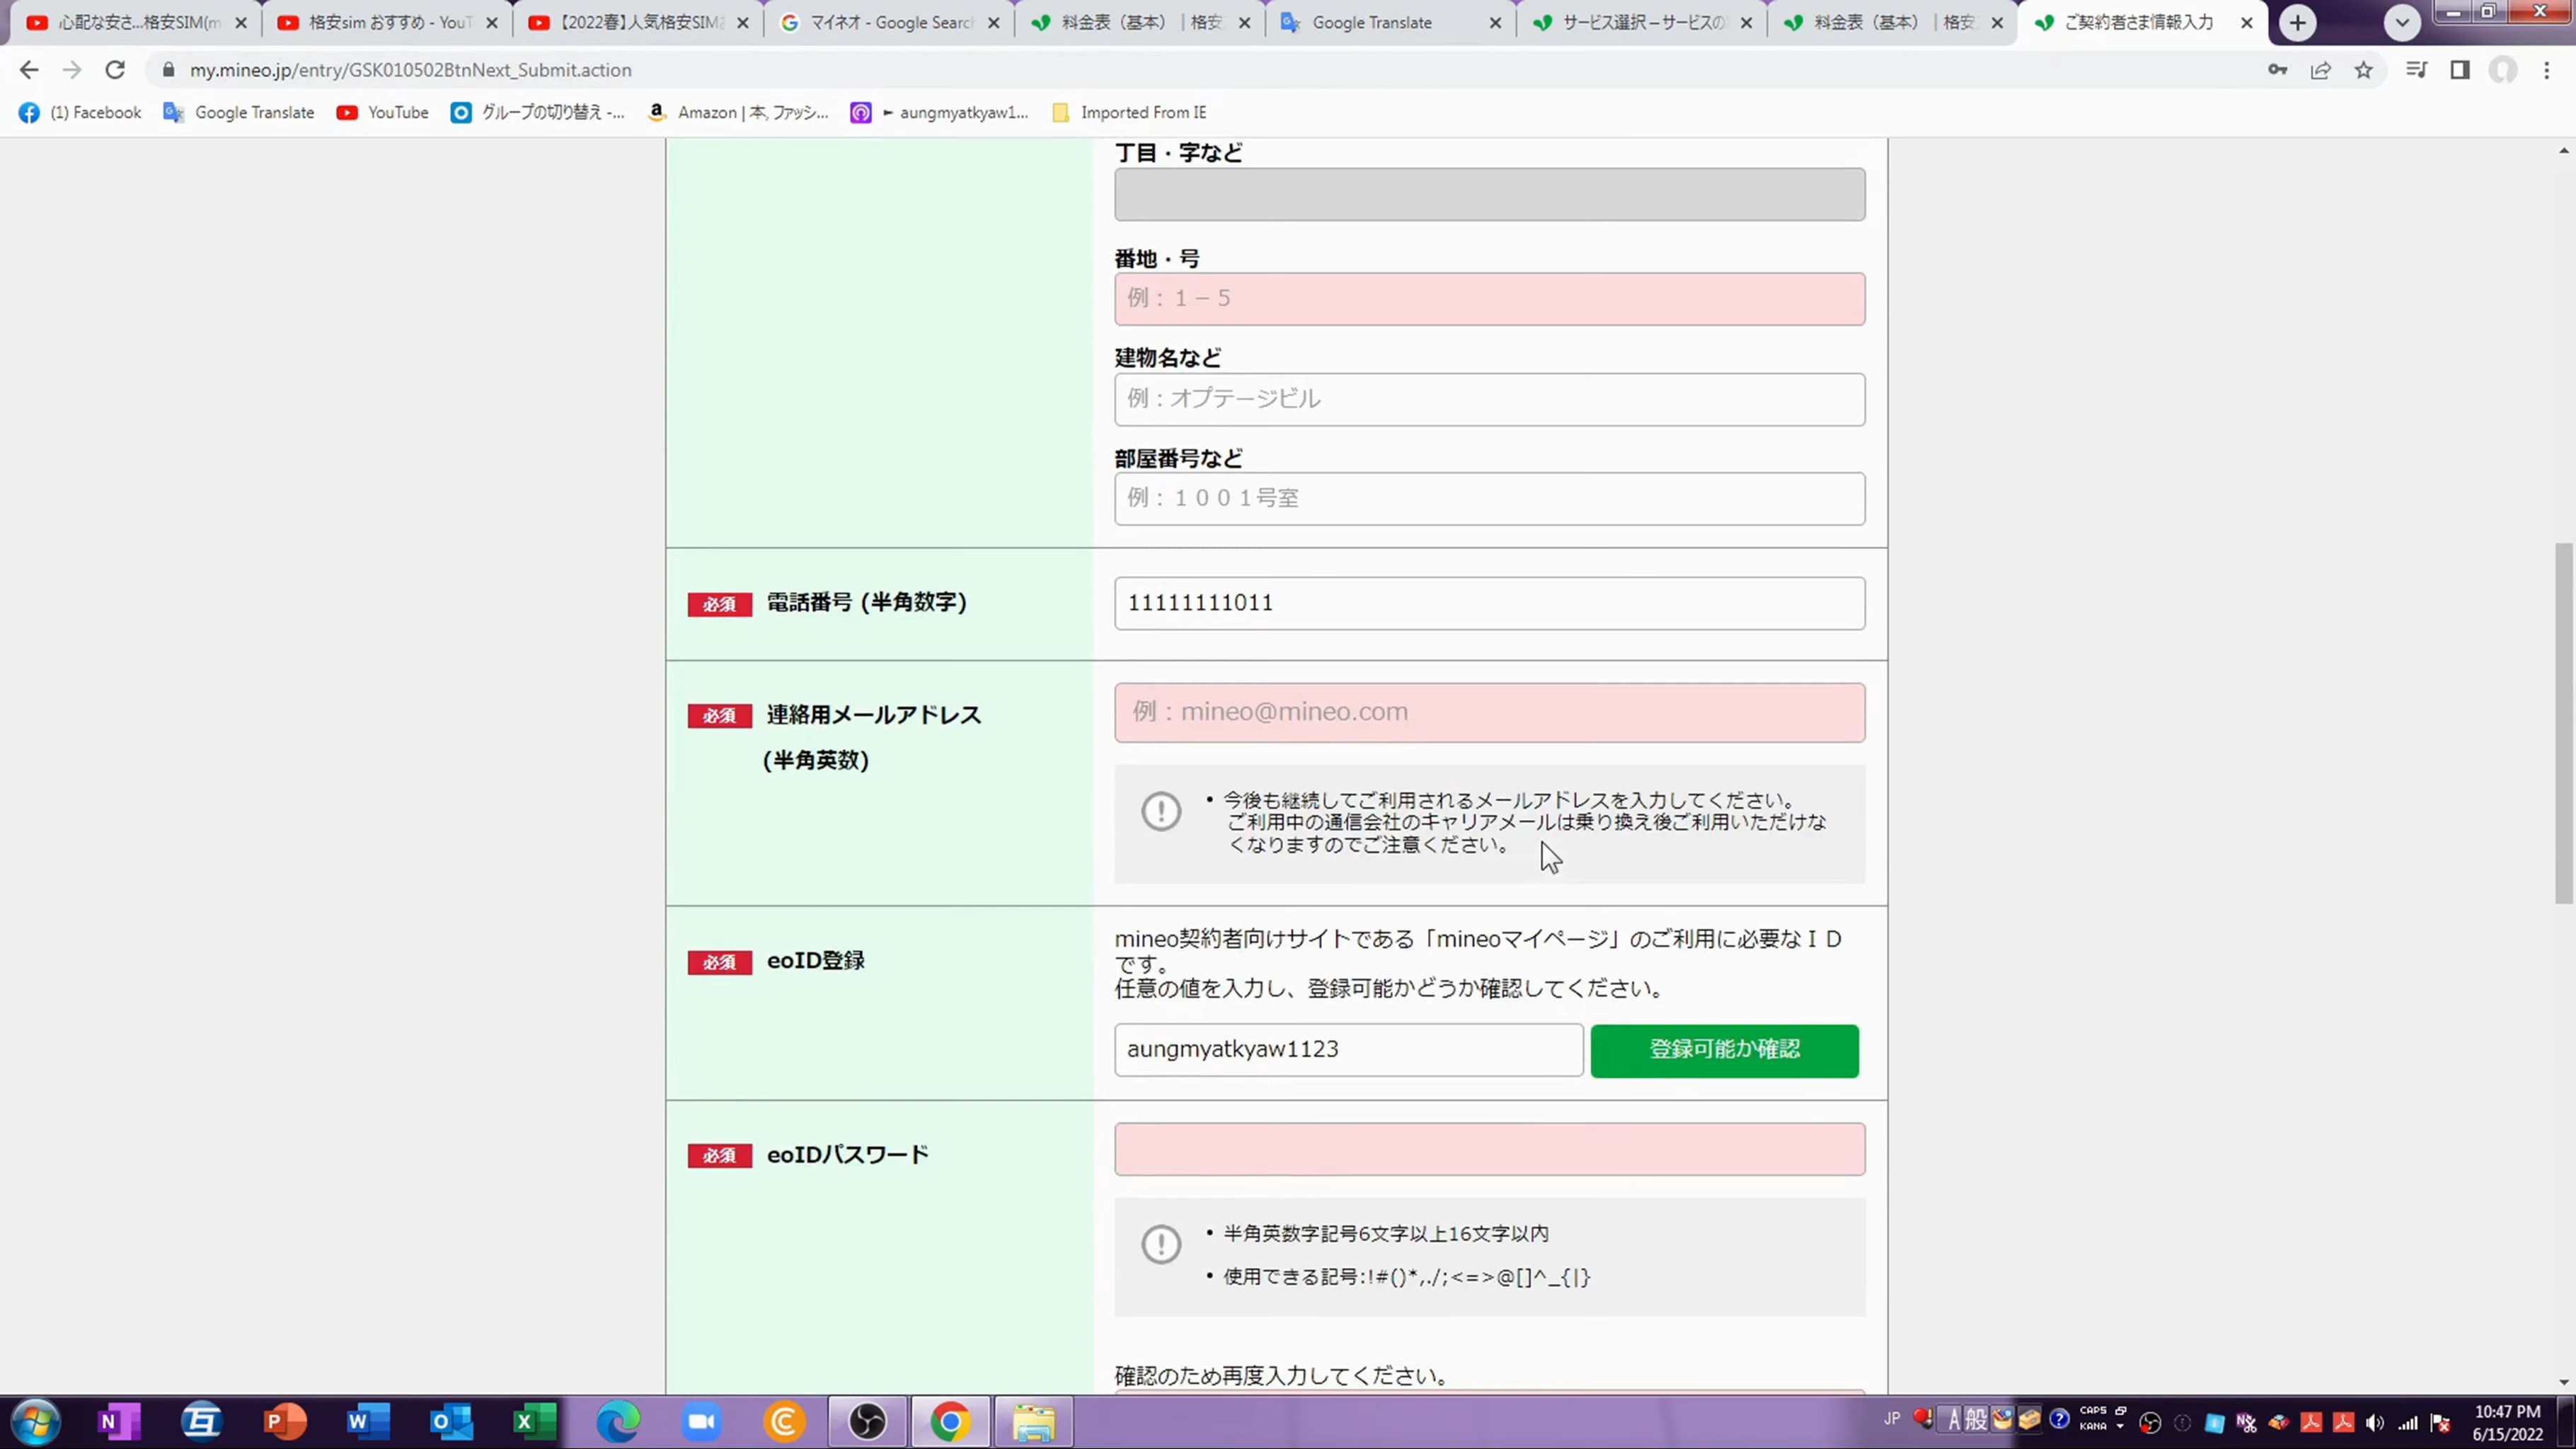 心配な安さ...格安SIM(m
格安sim おすすめ - YouT
【2022春】人気格安SIMお
マイネオ - Google Search
料金表（基本）｜格安
Google Translate
サービス選択 – サービスの
料金表（基本）｜格安
ご契約者さま情報入力
my.mineo.jp/entry/GSK010502BtnNext_Submit.action
(1) Facebook
Google Translate
YouTube
グループの切り替え -...
Amazon | 本, ファッシ...
► aungmyatkyaw1...
Imported From IE
丁目・字など
番地・号
例：１－５
建物名など
例：オプテージビル
部屋番号など
例：１００１号室
必須 電話番号 (半角数字)
11111111011
必須 連絡用メールアドレス
(半角英数)
例：mineo@mineo.com
• 今後も継続してご利用されるメールアドレスを入力してください。
ご利用中の通信会社のキャリアメールは乗り換え後ご利用いただけな
くなりますのでご注意ください。
必須 eoID登録
mineo契約者向けサイトである「mineoマイページ」のご利用に必要なＩＤ
です。
任意の値を入力し、登録可能かどうか確認してください。
aungmyatkyaw1123
登録可能か確認
必須 eoIDパスワード
• 半角英数字記号6文字以上16文字以内
• 使用できる記号:!#()*,./;<=>@[]^_{|}
確認のため再度入力してください。
JP
A 般
CAPS
KANA
10:47 PM
6/15/2022